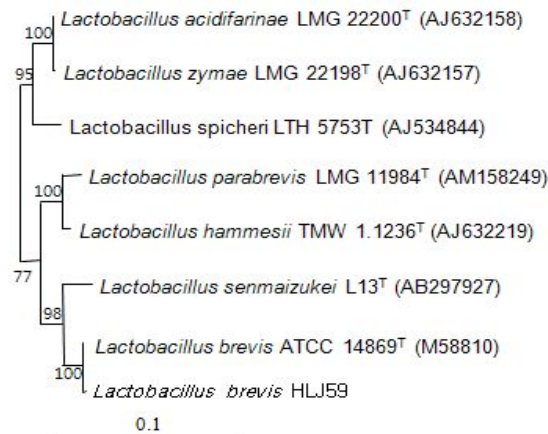 Lactobacillus acidifarinae LMG 22200ᵀ (AJ632158)
100
95
Lactobacillus zymae LMG 22198ᵀ (AJ632157)
Lactobacillus spicheri LTH 5753T (AJ534844)
100
Lactobacillus parabrevis LMG 11984ᵀ (AM158249)
Lactobacillus hammesii TMW 1.1236ᵀ (AJ632219)
77
Lactobacillus senmaizukei L13ᵀ (AB297927)
98
Lactobacillus brevis ATCC 14869ᵀ (M58810)
100
Lactobacillus brevis HLJ59
0.1